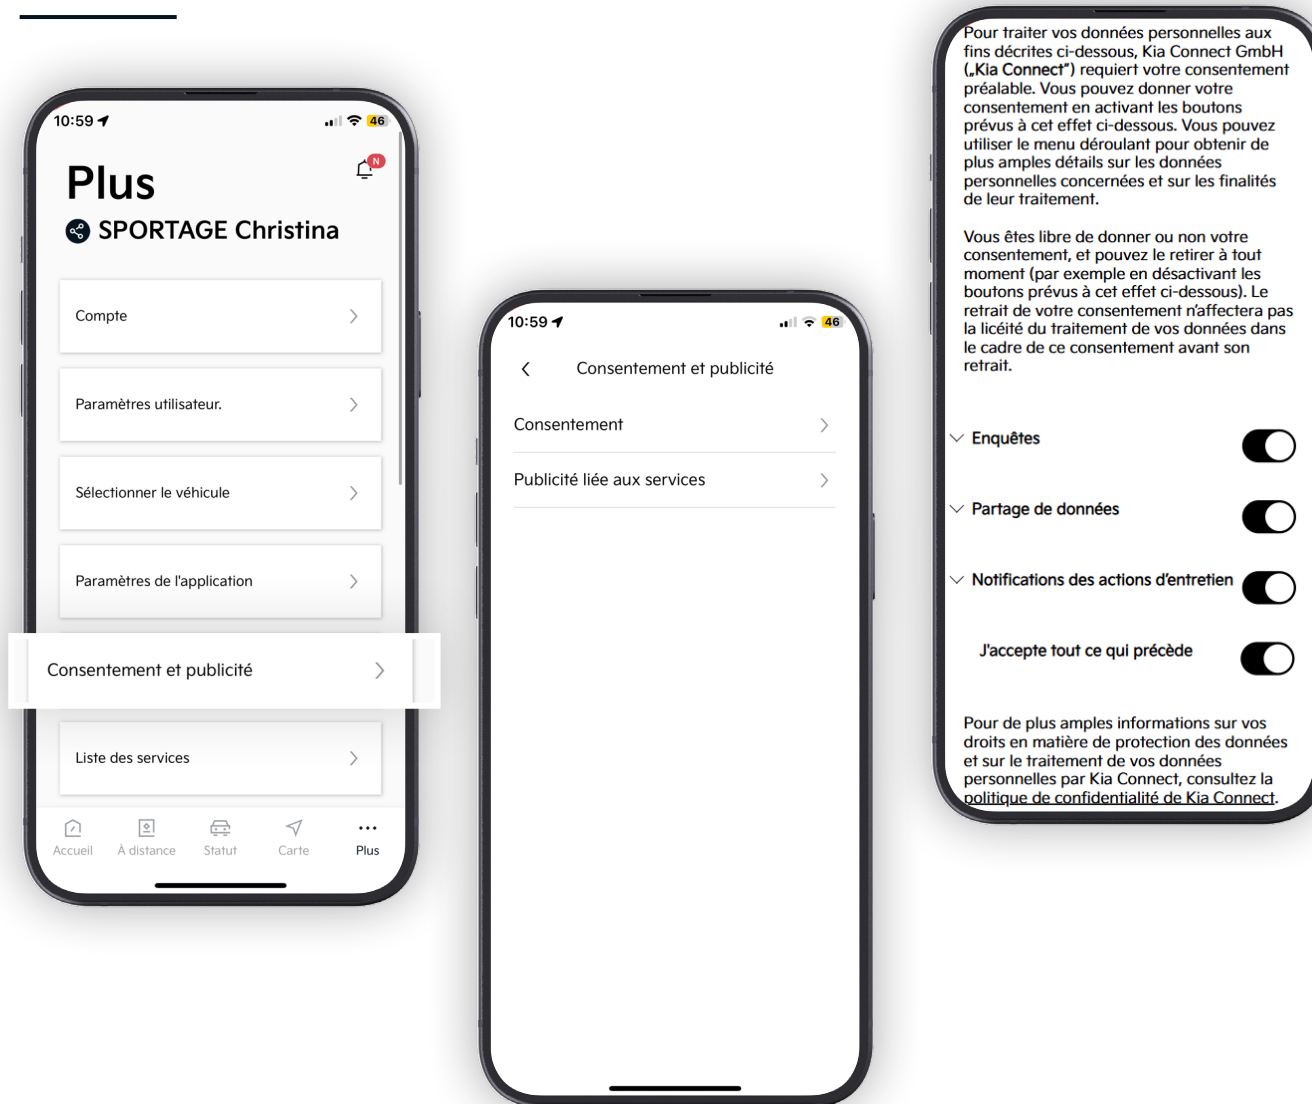 10:59
46
N
Plus
SPORTAGE Christina
Compte
Paramètres utilisateur.
Sélectionner le véhicule
Paramètres de l'application
Consentement et publicité
Liste des services
Accueil
À distance
Statut
Carte
Plus
10:59
46
Consentement et publicité
Consentement
Publicité liée aux services
Pour traiter vos données personnelles aux
fins décrites ci-dessous, Kia Connect GmbH
(„Kia Connect") requiert votre consentement
préalable. Vous pouvez donner votre
consentement en activant les boutons
prévus à cet effet ci-dessous. Vous pouvez
utiliser le menu déroulant pour obtenir de
plus amples détails sur les données
personnelles concernées et sur les finalités
de leur traitement.
Vous êtes libre de donner ou non votre
consentement, et pouvez le retirer à tout
moment (par exemple en désactivant les
boutons prévus à cet effet ci-dessous). Le
retrait de votre consentement n'affectera pas
la licéité du traitement de vos données dans
le cadre de ce consentement avant son
retrait.
Enquêtes
Partage de données
Notifications des actions d'entretien
J'accepte tout ce qui précède
Pour de plus amples informations sur vos
droits en matière de protection des données
et sur le traitement de vos données
personnelles par Kia Connect, consultez la
politique de confidentialité de Kia Connect.